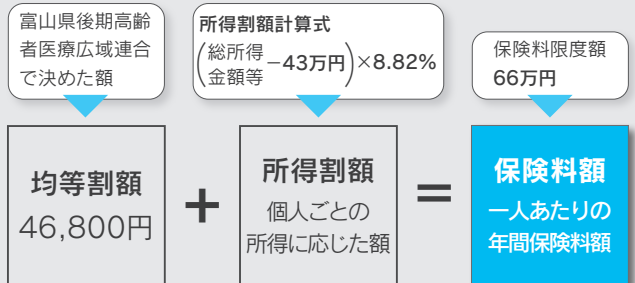 富山県後期高齢
者医療広域連合
で決めた額
所得割額計算式
(総所得金額等−43万円)×8.82%
保険料限度額
66万円
均等割額
46,800円
+
所得割額
個人ごとの
所得に応じた額
=
保険料額
一人あたりの
年間保険料額